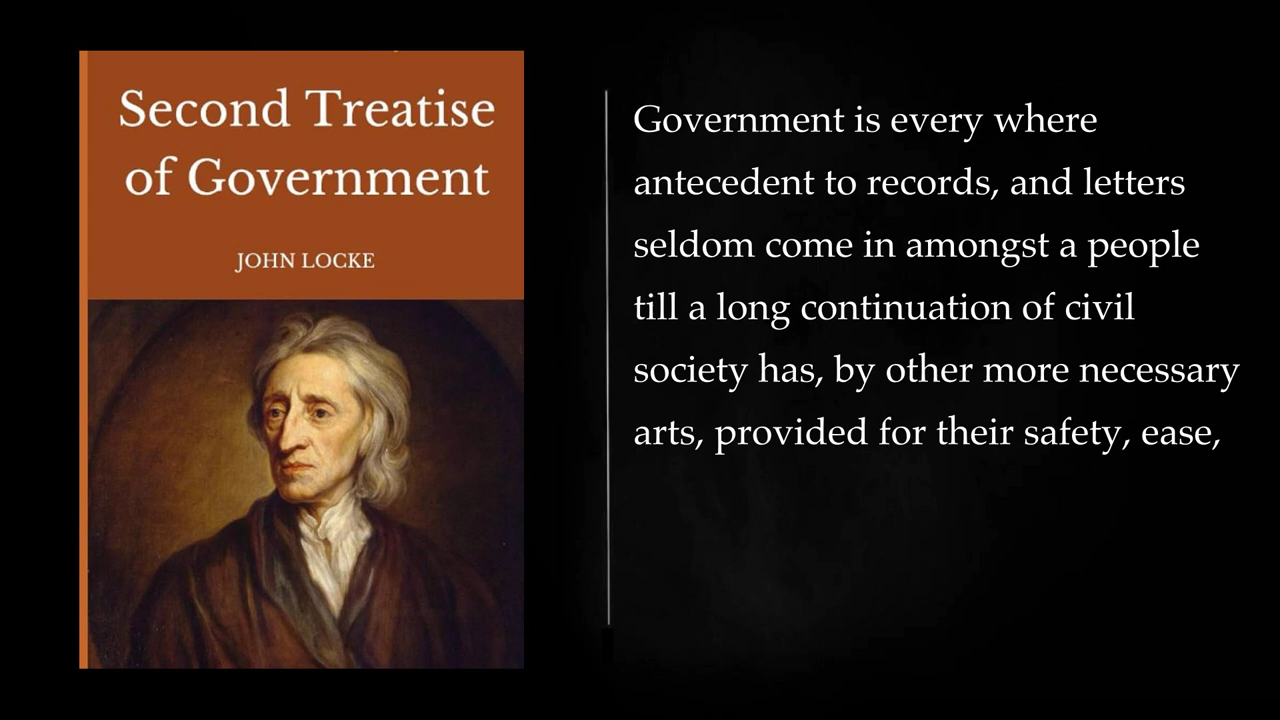 Second Treatise
of Government
JOHN LOCKE
Government is every where
antecedent to records, and letters
seldom come in amongst a people
till a long continuation of civil
society has, by other more necessary
arts, provided for their safety, ease,